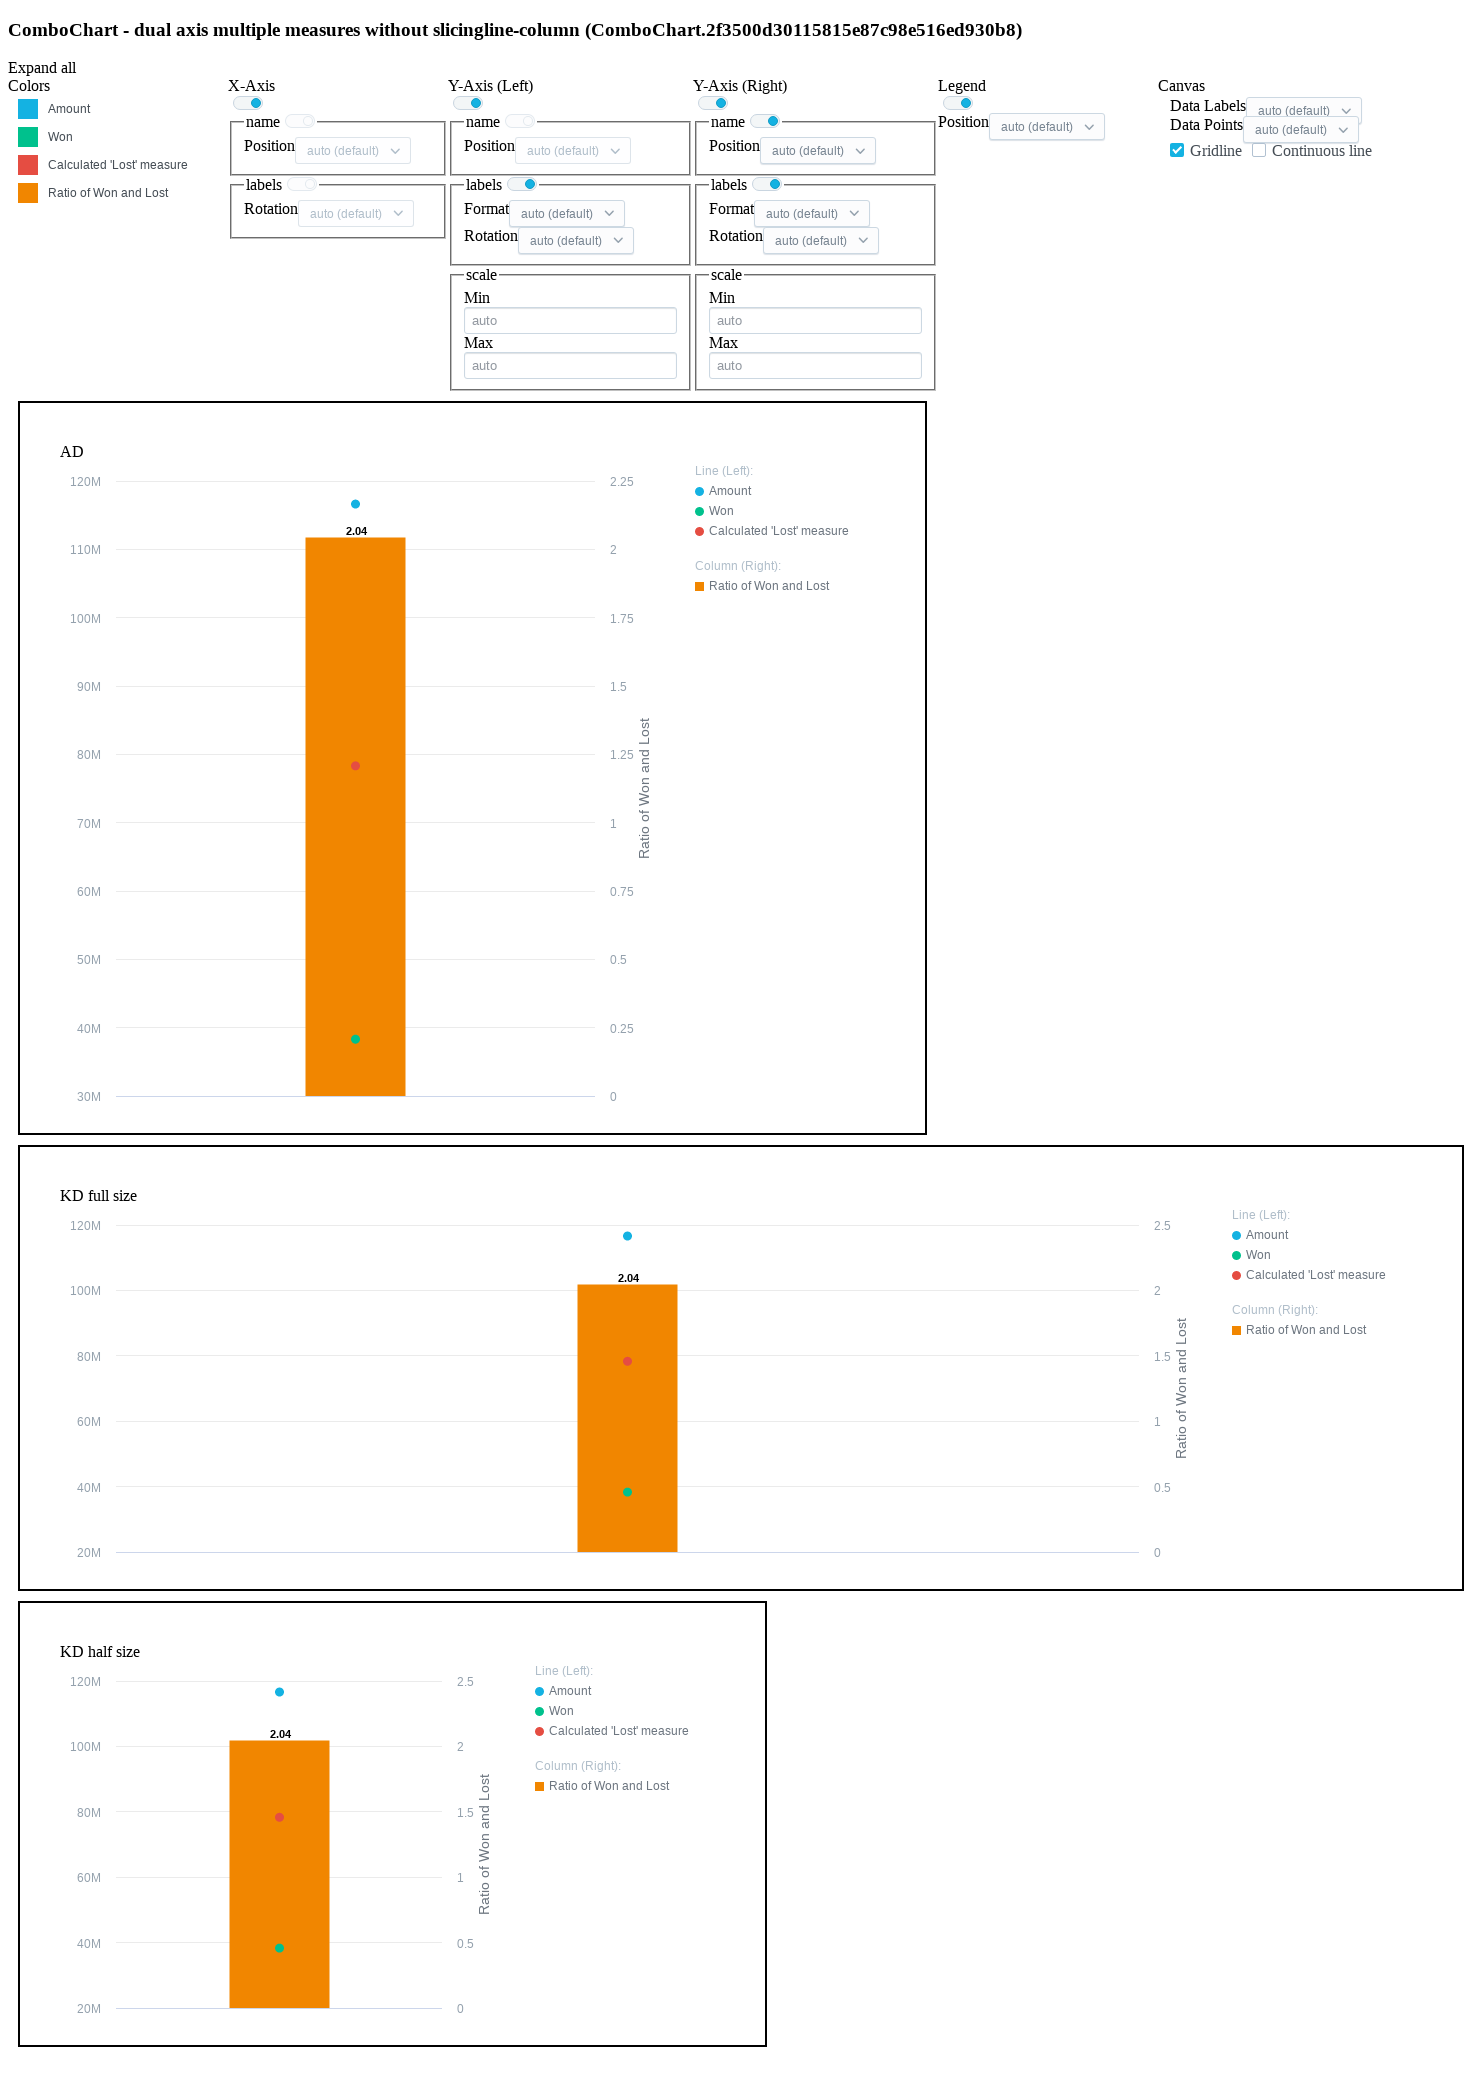 ComboChart - dual axis multiple measures without slicingline-column (ComboChart.2f3500d30115815e87c98e516ed930b8)
Expand all
Colors
Amount
Won
Calculated 'Lost' measure
Ratio of Won and Lost
X-Axis
name
Position auto (default)
labels
Rotation auto (default)
Y-Axis (Left)
name
Position auto (default)
labels
Format auto (default)
Rotation auto (default)
scale
Min
auto
Max
auto
Y-Axis (Right)
name
Position auto (default)
labels
Format auto (default)
Rotation auto (default)
scale
Min
auto
Max
auto
Legend
Position auto (default)
Canvas
Data Labels auto (default)
Data Points auto (default)
Gridline Continuous line
AD
120M
110M
100M
90M
80M
70M
60M
50M
40M
30M
2.04
2.25
2
1.75
1.5
1.25
1
0.75
0.5
0.25
0
Ratio of Won and Lost
Line (Left):
Amount
Won
Calculated 'Lost' measure
Column (Right):
Ratio of Won and Lost
KD full size
120M
100M
80M
60M
40M
20M
2.04
2.5
2
1.5
1
0.5
0
Ratio of Won and Lost
Line (Left):
Amount
Won
Calculated 'Lost' measure
Column (Right):
Ratio of Won and Lost
KD half size
120M
100M
80M
60M
40M
20M
2.04
2.5
2
1.5
1
0.5
0
Ratio of Won and Lost
Line (Left):
Amount
Won
Calculated 'Lost' measure
Column (Right):
Ratio of Won and Lost